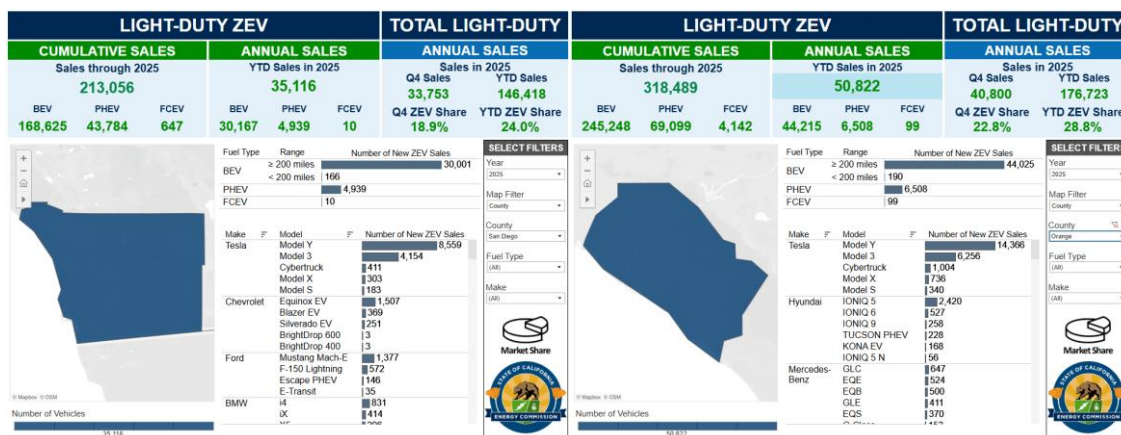 LIGHT-DUTY ZEV
TOTAL LIGHT-DUTY
CUMULATIVE SALES
ANNUAL SALES
ANNUAL SALES
Sales through 2025
YTD Sales in 2025
Sales in 2025
Q4 Sales
YTD Sales
213,056
35,116
33,753
146,418
BEV
PHEV
FCEV
BEV
PHEV
FCEV
Q4 ZEV Share
YTD ZEV Share
168,625
43,784
647
30,167
4,939
10
18.9%
24.0%
+
−
© Mapbox © OSM
Number of Vehicles
35,116
Fuel Type
Range
Number of New ZEV Sales
BEV
≥ 200 miles
30,001
< 200 miles
166
PHEV
4,939
FCEV
10
Make
Model
Number of New ZEV Sales
Tesla
Model Y
8,559
Model 3
4,154
Cybertruck
411
Model X
303
Model S
183
Chevrolet
Equinox EV
1,507
Blazer EV
369
Silverado EV
251
BrightDrop 600
3
BrightDrop 400
3
Ford
Mustang Mach-E
1,377
F-150 Lightning
572
Escape PHEV
146
E-Transit
35
BMW
i4
831
iX
414
SELECT FILTERS
Year
2025
Map Filter
County
County
San Diego
Fuel Type
(All)
Make
(All)
Market Share
STATE OF CALIFORNIA
ENERGY COMMISSION
LIGHT-DUTY ZEV
TOTAL LIGHT-DUTY
CUMULATIVE SALES
ANNUAL SALES
ANNUAL SALES
Sales through 2025
YTD Sales in 2025
Sales in 2025
Q4 Sales
YTD Sales
318,489
50,822
40,800
176,723
BEV
PHEV
FCEV
BEV
PHEV
FCEV
Q4 ZEV Share
YTD ZEV Share
245,248
69,099
4,142
44,215
6,508
99
22.8%
28.8%
+
−
© Mapbox © OSM
Number of Vehicles
50,822
Fuel Type
Range
Number of New ZEV Sales
BEV
≥ 200 miles
44,025
< 200 miles
190
PHEV
6,508
FCEV
99
Make
Model
Number of New ZEV Sales
Tesla
Model Y
14,366
Model 3
6,256
Cybertruck
1,004
Model X
736
Model S
340
Hyundai
IONIQ 5
2,420
IONIQ 6
527
IONIQ 9
258
TUCSON PHEV
228
KONA EV
168
IONIQ 5 N
56
Mercedes-Benz
GLC
647
EQE
524
EQB
500
GLE
411
EQS
370
SELECT FILTERS
Year
2025
Map Filter
County
County
Orange
Fuel Type
(All)
Make
(All)
Market Share
STATE OF CALIFORNIA
ENERGY COMMISSION